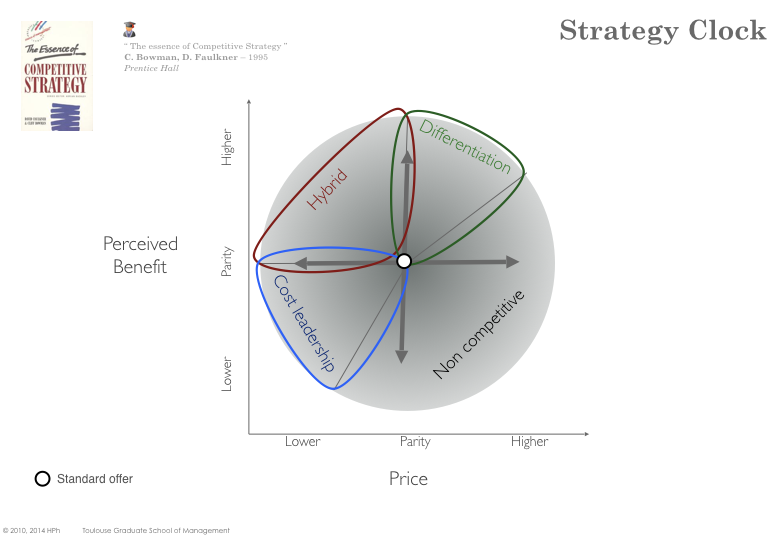 Strategy Clock
The Essence of
COMPETITIVE
STRATEGY
“ The essence of Competitive Strategy ”
C. Bowman, D. Faulkner – 1995
Prentice Hall
Higher
Parity
Lower
Perceived
Benefit
Hybrid
Differentiation
Cost leadership
Non competitive
Lower
Parity
Higher
Price
Standard offer
© 2010, 2014 HPh
Toulouse Graduate School of Management